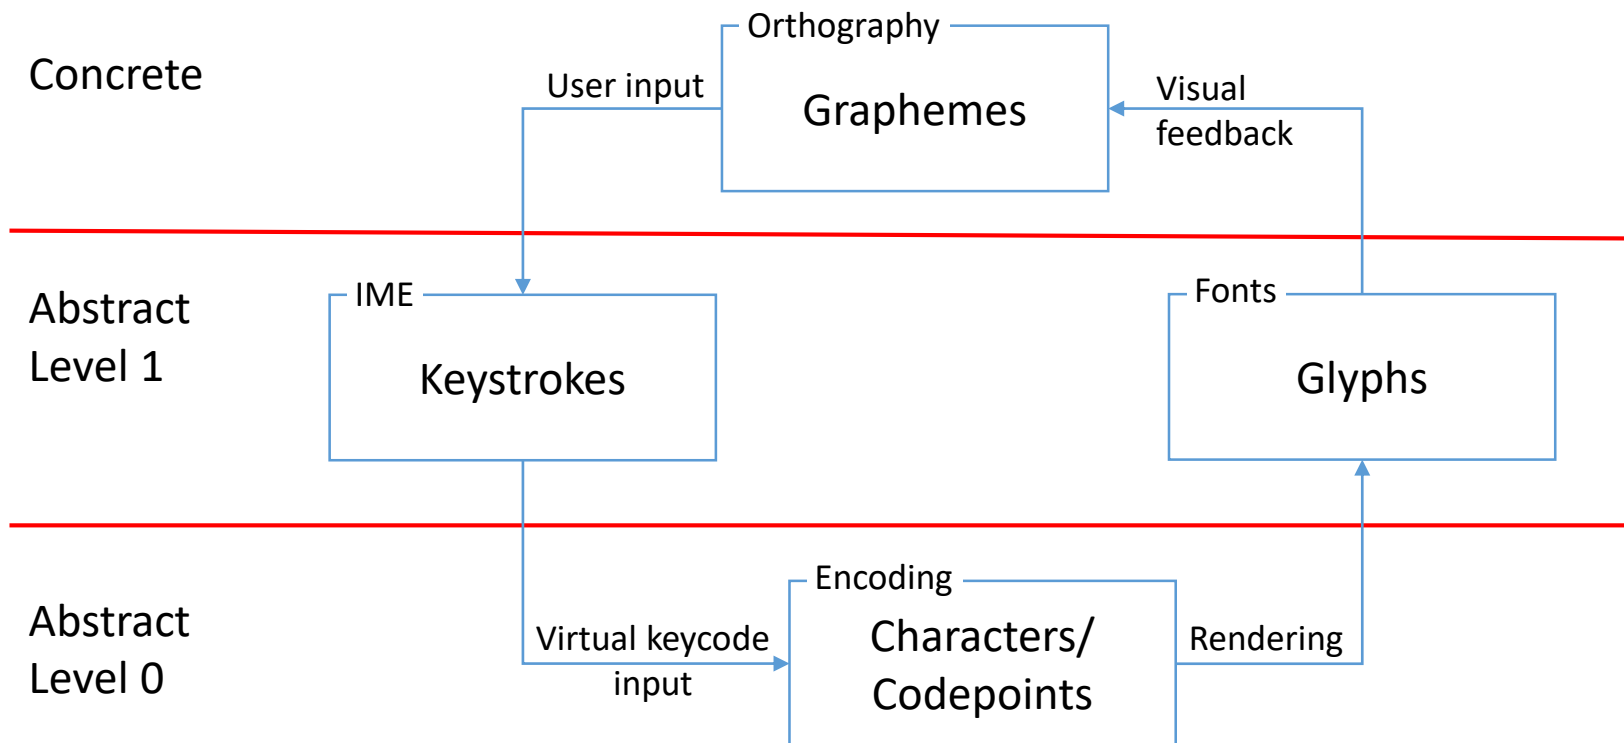 Orthography
Concrete
User input
Graphemes
Visual
feedback
IME
Fonts
Abstract
Level 1
Keystrokes
Glyphs
Encoding
Abstract
Level 0
Virtual keycode
input
Characters/
Codepoints
Rendering